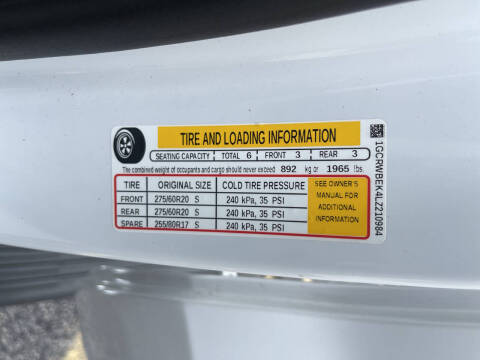 TIRE AND LOADING INFORMATION
SEATING CAPACITY TOTAL 6 FRONT 3 REAR 3
The combined weight of occupants and cargo should never exceed 892 kg or 1965 lbs.
TIRE ORIGINAL SIZE COLD TIRE PRESSURE
FRONT 275/60R20 S 240 kPa, 35 PSI
REAR 275/60R20 S 240 kPa, 35 PSI
SPARE 255/80R17 S 240 kPa, 35 PSI
SEE OWNER'S
MANUAL FOR
ADDITIONAL
INFORMATION
1GCRWBEK4LZ210984